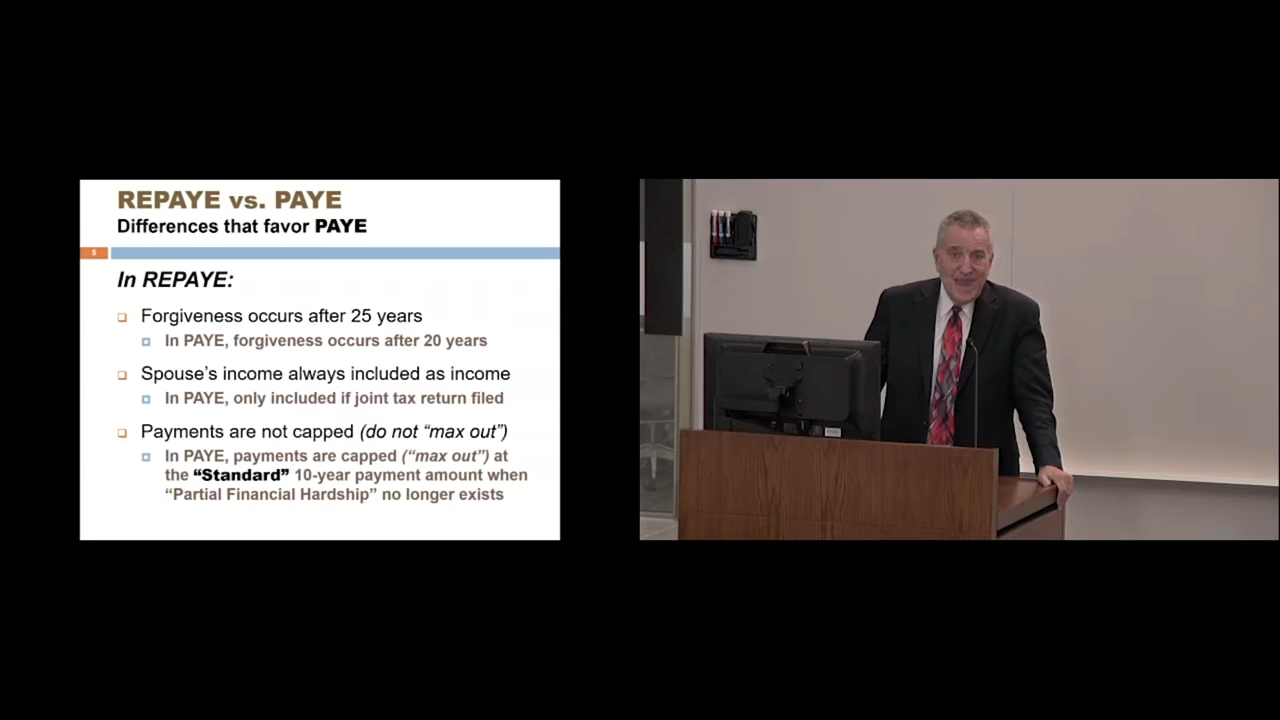 REPAYE vs. PAYE
Differences that favor PAYE
5
In REPAYE:
Forgiveness occurs after 25 years
In PAYE, forgiveness occurs after 20 years
Spouse’s income always included as income
In PAYE, only included if joint tax return filed
Payments are not capped (do not “max out”)
In PAYE, payments are capped (“max out”) at
the “Standard” 10-year payment amount when
“Partial Financial Hardship” no longer exists